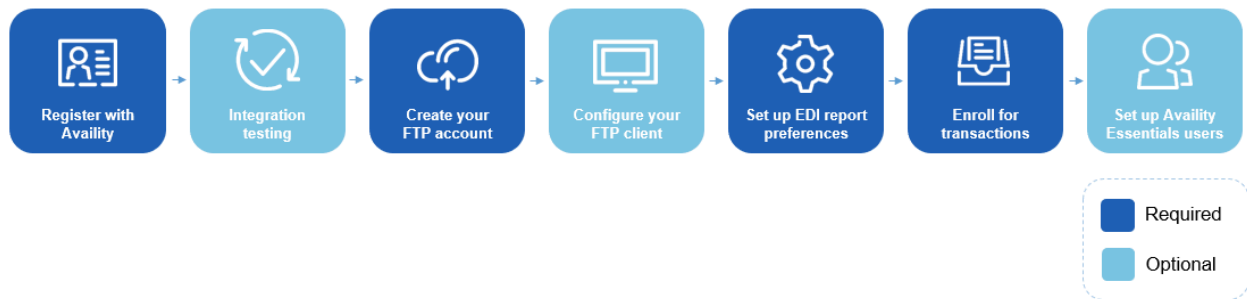 Register with
Availity
Integration
testing
Create your
FTP account
Configure your
FTP client
Set up EDI report
preferences
Enroll for
transactions
Set up Availity
Essentials users
Required
Optional